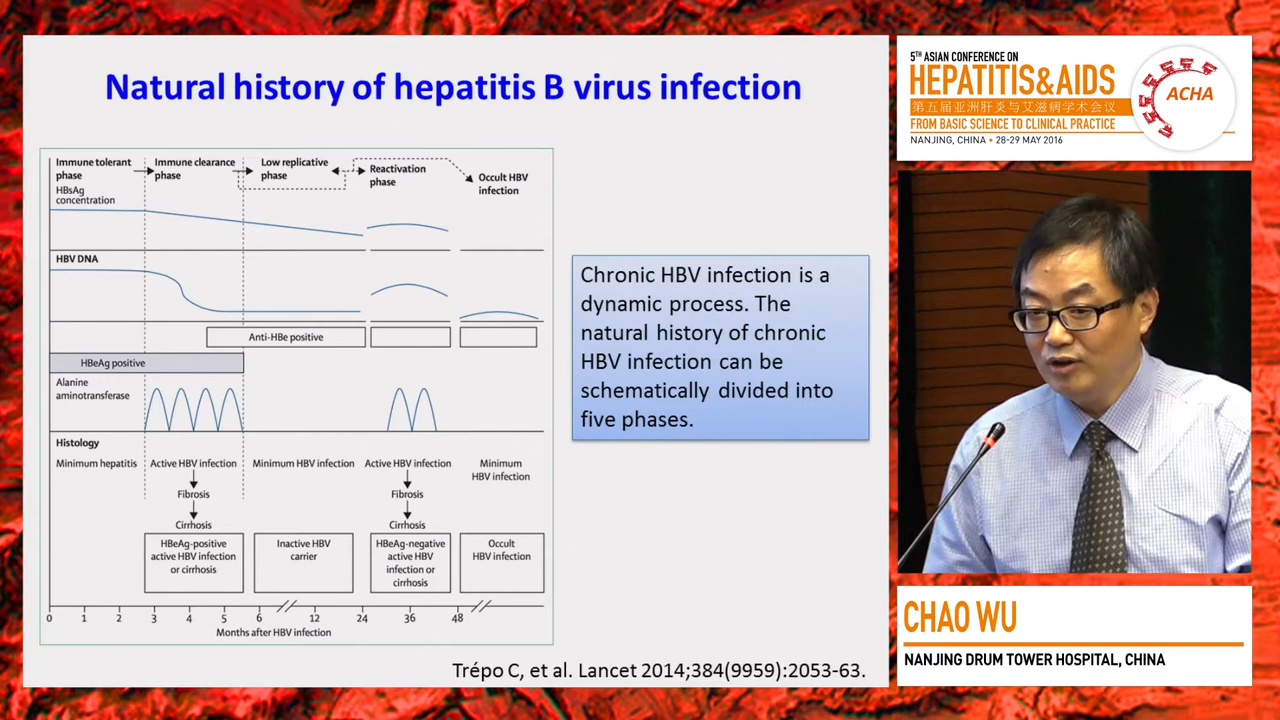 Natural history of hepatitis B virus infection
Immune tolerant
phase
Immune clearance
phase
Low replicative
phase
Reactivation
phase
Occult HBV
infection
HBsAg
concentration
HBV DNA
Anti-HBe positive
HBeAg positive
Alanine
aminotransferase
Histology
Minimum hepatitis
Active HBV infection
Minimum HBV infection
Active HBV infection
Minimum
HBV infection
Fibrosis
Fibrosis
Cirrhosis
Cirrhosis
HBeAg-positive
active HBV infection
or cirrhosis
Inactive HBV
carrier
HBeAg-negative
active HBV
infection or
cirrhosis
Occult
HBV infection
0 1 2 3 4 5 6 12 24 36 48
Months after HBV infection
Chronic HBV infection is a
dynamic process. The
natural history of chronic
HBV infection can be
schematically divided into
five phases.
Trépo C, et al. Lancet 2014;384(9959):2053-63.
5TH ASIAN CONFERENCE ON
HEPATITIS&AIDS
第五届亚洲肝炎与艾滋病学术会议
FROM BASIC SCIENCE TO CLINICAL PRACTICE
NANJING, CHINA • 28-29 MAY 2016
ACHA
CHAO WU
NANJING DRUM TOWER HOSPITAL, CHINA